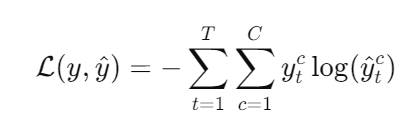 $$\mathcal{L}(y, \hat{y}) = - \sum_{t=1}^{T} \sum_{c=1}^{C} y_t^c \log(\hat{y}_t^c)$$